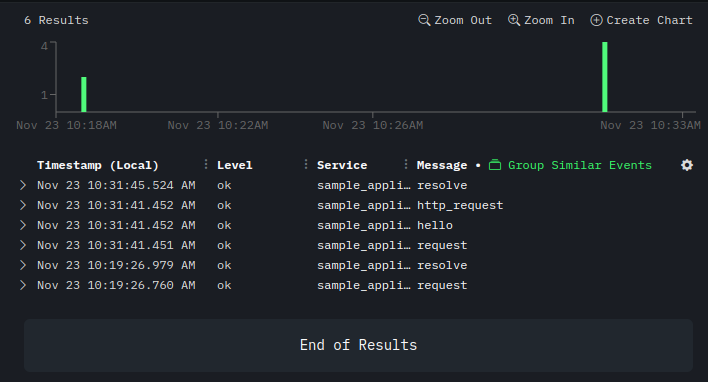 6 Results Zoom Out Zoom In Create Chart
4
1
Nov 23 10:18AM Nov 23 10:22AM Nov 23 10:26AM Nov 23 10:33AM
Timestamp (Local) Level Service Message • Group Similar Events
Nov 23 10:31:45.524 AM ok sample_appli… resolve
Nov 23 10:31:41.452 AM ok sample_appli… http_request
Nov 23 10:31:41.452 AM ok sample_appli… hello
Nov 23 10:31:41.451 AM ok sample_appli… request
Nov 23 10:19:26.979 AM ok sample_appli… resolve
Nov 23 10:19:26.760 AM ok sample_appli… request
End of Results